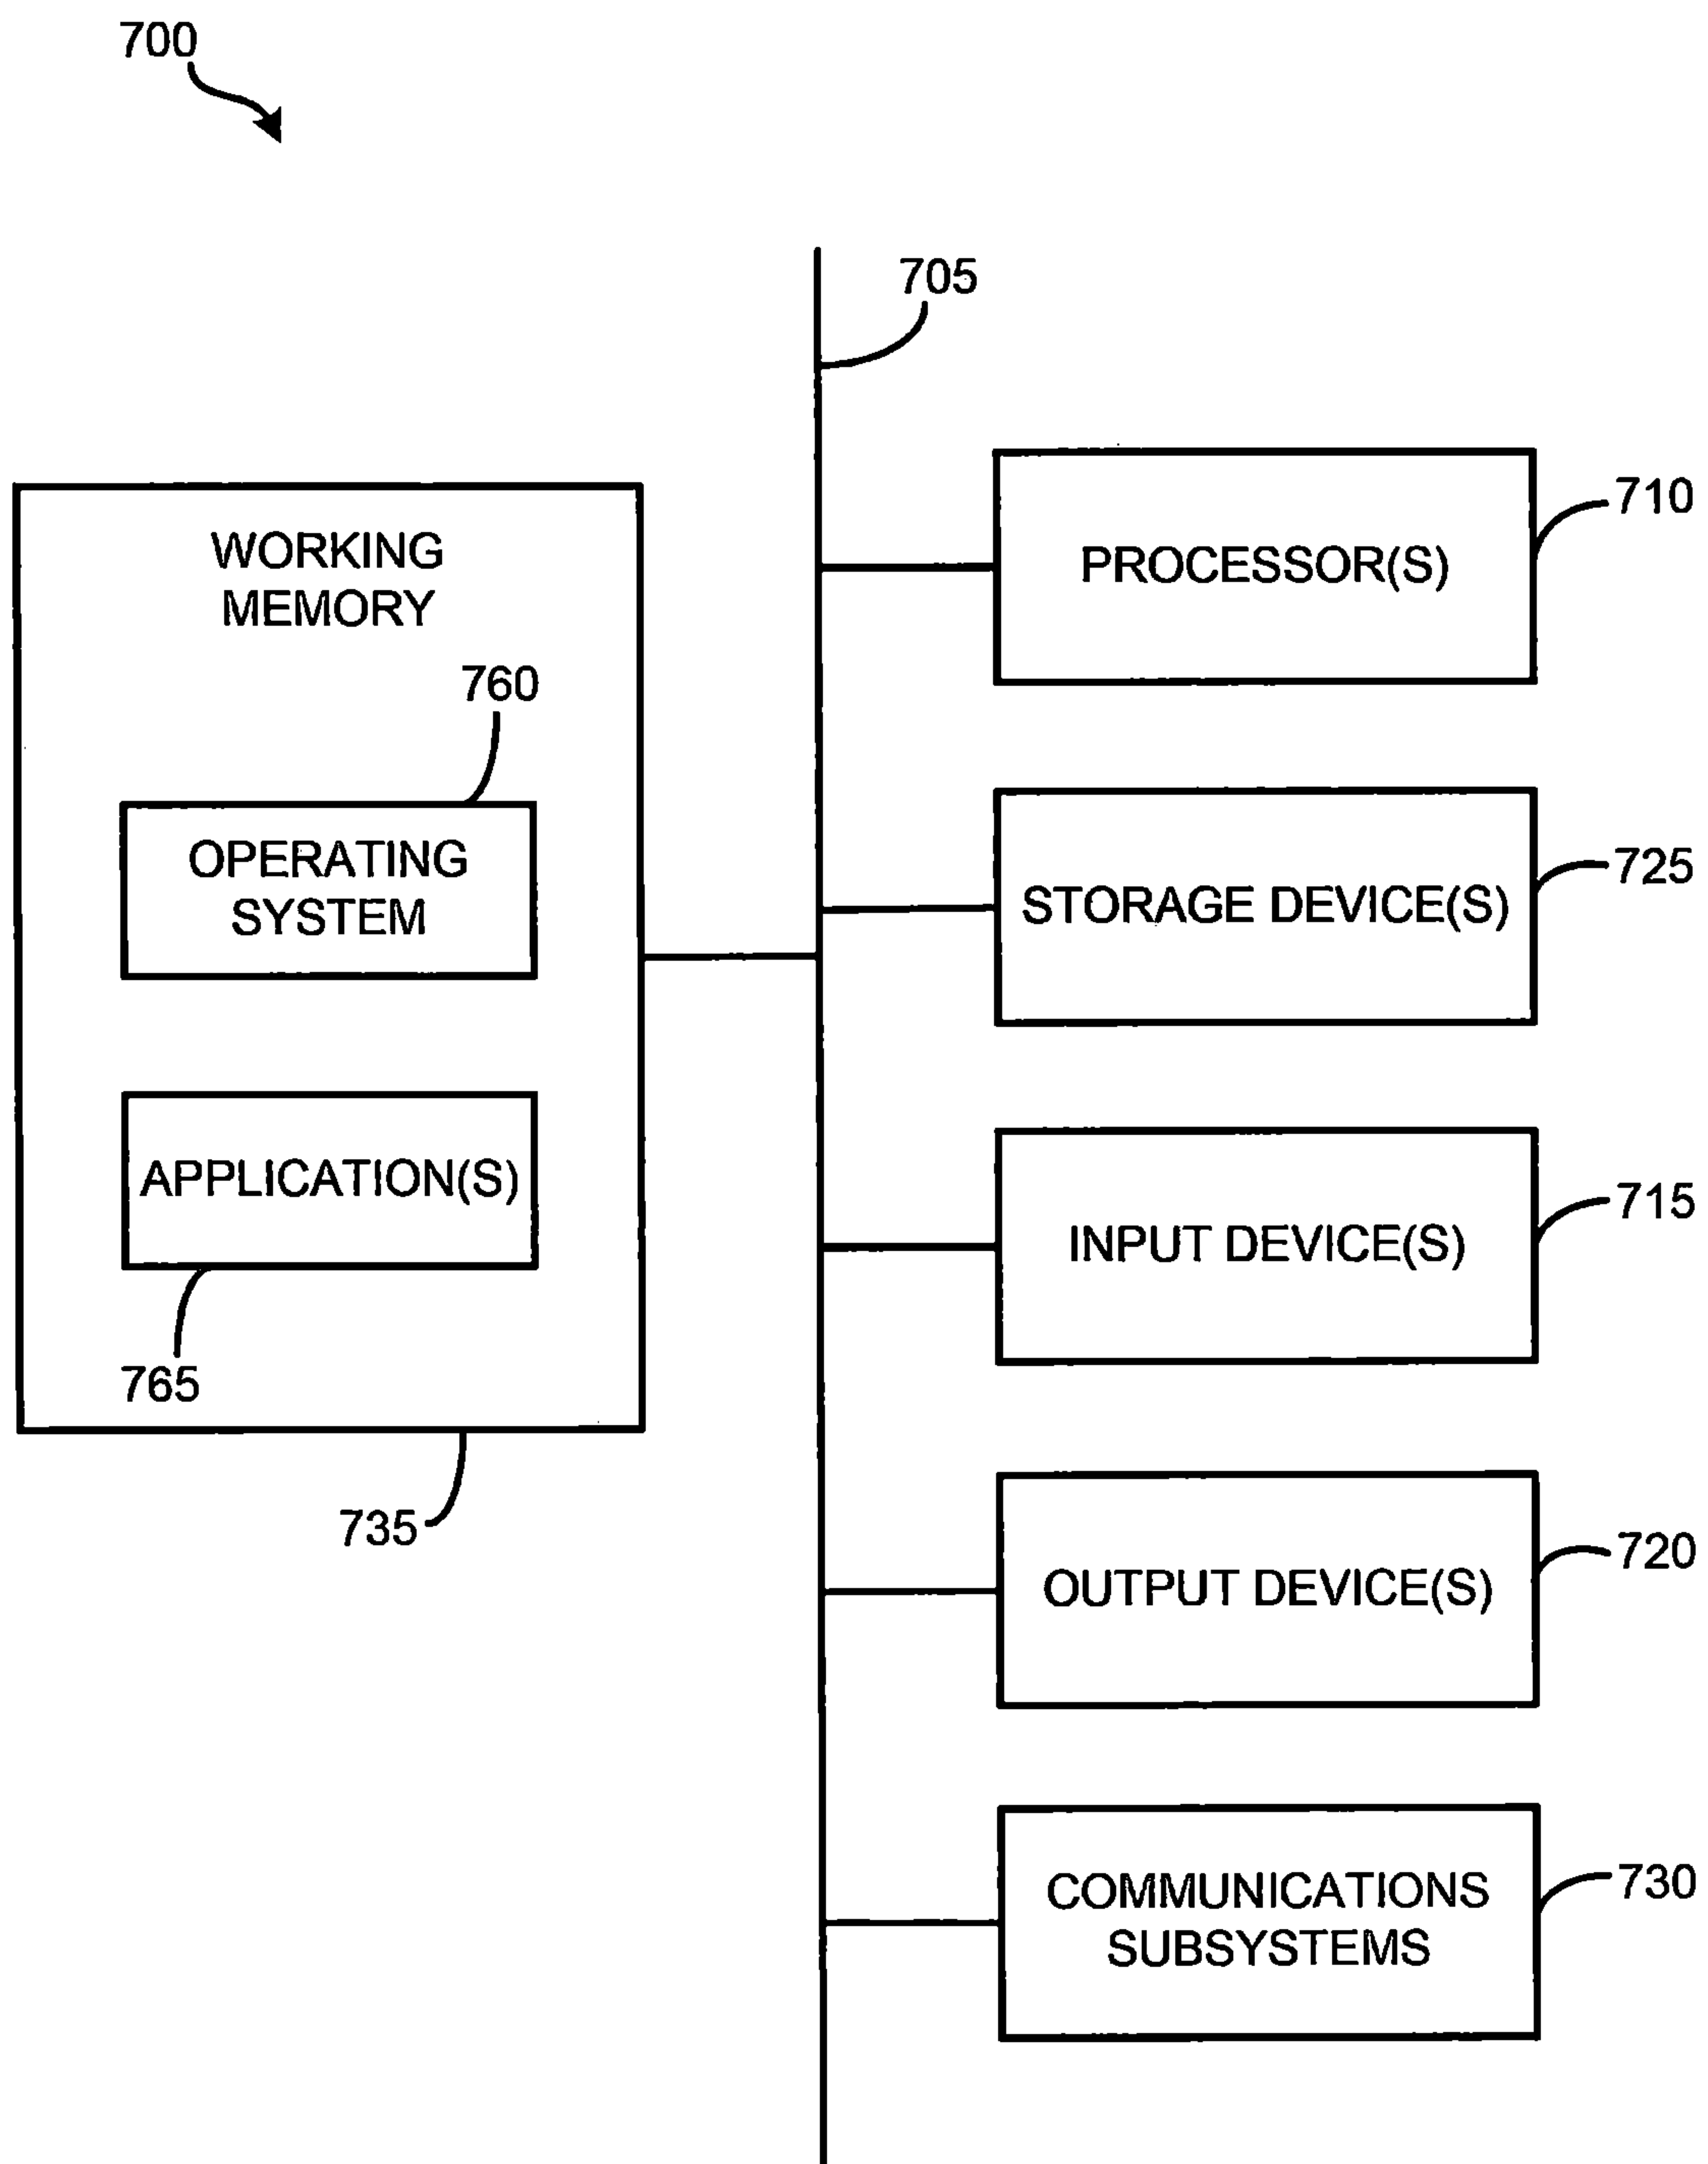 700
705
WORKING
MEMORY
760
OPERATING
SYSTEM
APPLICATION(S)
765
735
PROCESSOR(S)
710
STORAGE DEVICE(S)
725
INPUT DEVICE(S)
715
OUTPUT DEVICE(S)
720
COMMUNICATIONS
SUBSYSTEMS
730